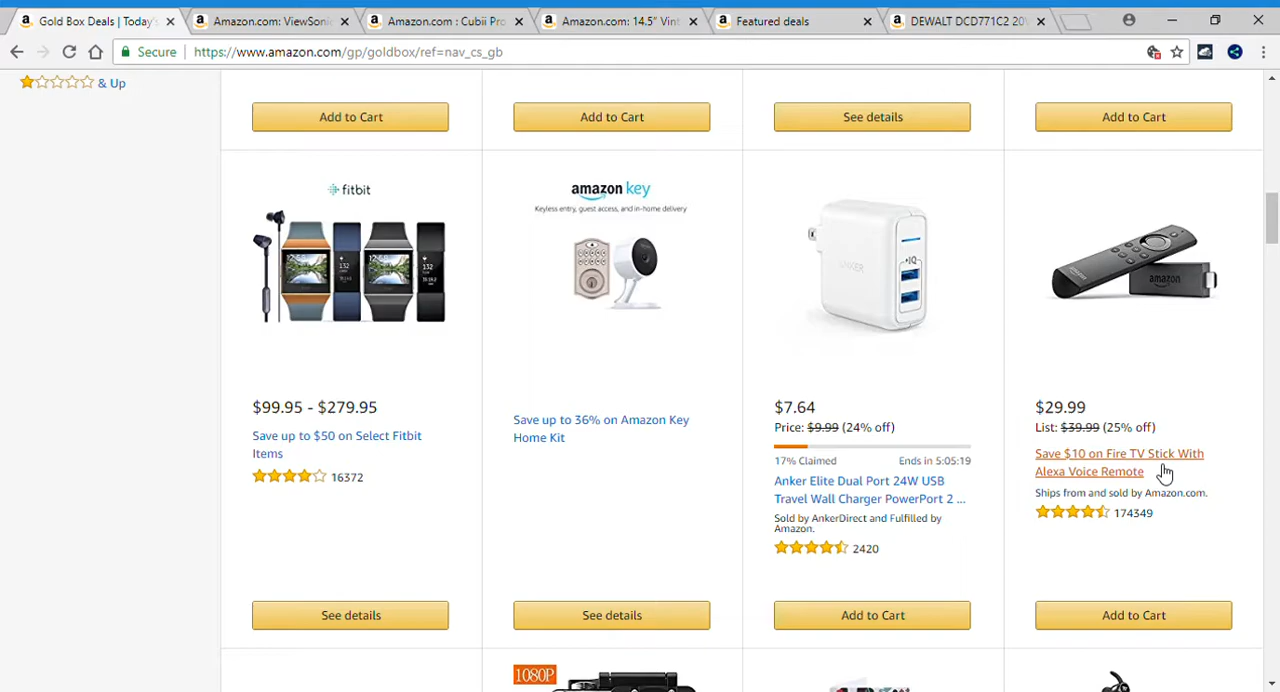 Gold Box Deals | Today's
Amazon.com: ViewSonic
Amazon.com : Cubii Pro
Amazon.com: 14.5" Vint
Featured deals
DEWALT DCD771C2 20V
Secure
https://www.amazon.com/gp/goldbox/ref=nav_cs_gb
& Up
Add to Cart
Add to Cart
See details
Add to Cart
fitbit
amazon key
Keyless entry, guest access, and in-home delivery
ANKER
IQ
amazon
$99.95 - $279.95
Save up to $50 on Select Fitbit
Items
16372
Save up to 36% on Amazon Key
Home Kit
$7.64
Price: $9.99 (24% off)
17% Claimed
Ends in 5:05:19
Anker Elite Dual Port 24W USB
Travel Wall Charger PowerPort 2 ...
Sold by AnkerDirect and Fulfilled by
Amazon.
2420
$29.99
List: $39.99 (25% off)
Save $10 on Fire TV Stick With
Alexa Voice Remote
Ships from and sold by Amazon.com.
174349
See details
See details
Add to Cart
Add to Cart
1080P